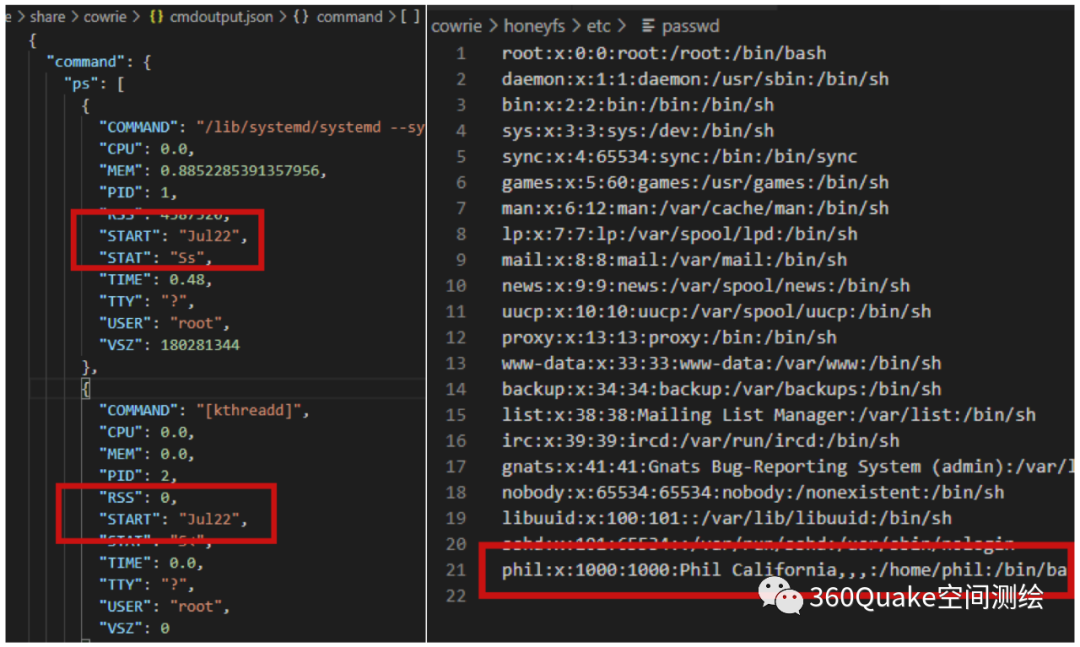 e > share > cowrie > {} cmdoutput.json > {} command > [ ]
{
"command": {
"ps": [
{
"COMMAND": "/lib/systemd/systemd --sy
"CPU": 0.0,
"MEM": 0.8852285391357956,
"PID": 1,
"RSS": 4587520,
"START": "Jul22",
"STAT": "Ss",
"TIME": 0.48,
"TTY": "?",
"USER": "root",
"VSZ": 180281344
},
{
"COMMAND": "[kthreadd]",
"CPU": 0.0,
"MEM": 0.0,
"PID": 2,
"RSS": 0,
"START": "Jul22",
"STAT": "S<",
"TIME": 0.0,
"TTY": "?",
"USER": "root",
"VSZ": 0
cowrie > honeyfs > etc > passwd
1 root:x:0:0:root:/root:/bin/bash
2 daemon:x:1:1:daemon:/usr/sbin:/bin/sh
3 bin:x:2:2:bin:/bin:/bin/sh
4 sys:x:3:3:sys:/dev:/bin/sh
5 sync:x:4:65534:sync:/bin:/bin/sync
6 games:x:5:60:games:/usr/games:/bin/sh
7 man:x:6:12:man:/var/cache/man:/bin/sh
8 lp:x:7:7:lp:/var/spool/lpd:/bin/sh
9 mail:x:8:8:mail:/var/mail:/bin/sh
10 news:x:9:9:news:/var/spool/news:/bin/sh
11 uucp:x:10:10:uucp:/var/spool/uucp:/bin/sh
12 proxy:x:13:13:proxy:/bin:/bin/sh
13 www-data:x:33:33:www-data:/var/www:/bin/sh
14 backup:x:34:34:backup:/var/backups:/bin/sh
15 list:x:38:38:Mailing List Manager:/var/list:/bin/sh
16 irc:x:39:39:ircd:/var/run/ircd:/bin/sh
17 gnats:x:41:41:Gnats Bug-Reporting System (admin):/var/l
18 nobody:x:65534:65534:nobody:/nonexistent:/bin/sh
19 libuuid:x:100:101::/var/lib/libuuid:/bin/sh
20 sshd:x:101:65534::/var/run/sshd:/usr/sbin/nologin
21 phil:x:1000:1000:Phil California,,,:/home/phil:/bin/ba
22
360Quake空间测绘